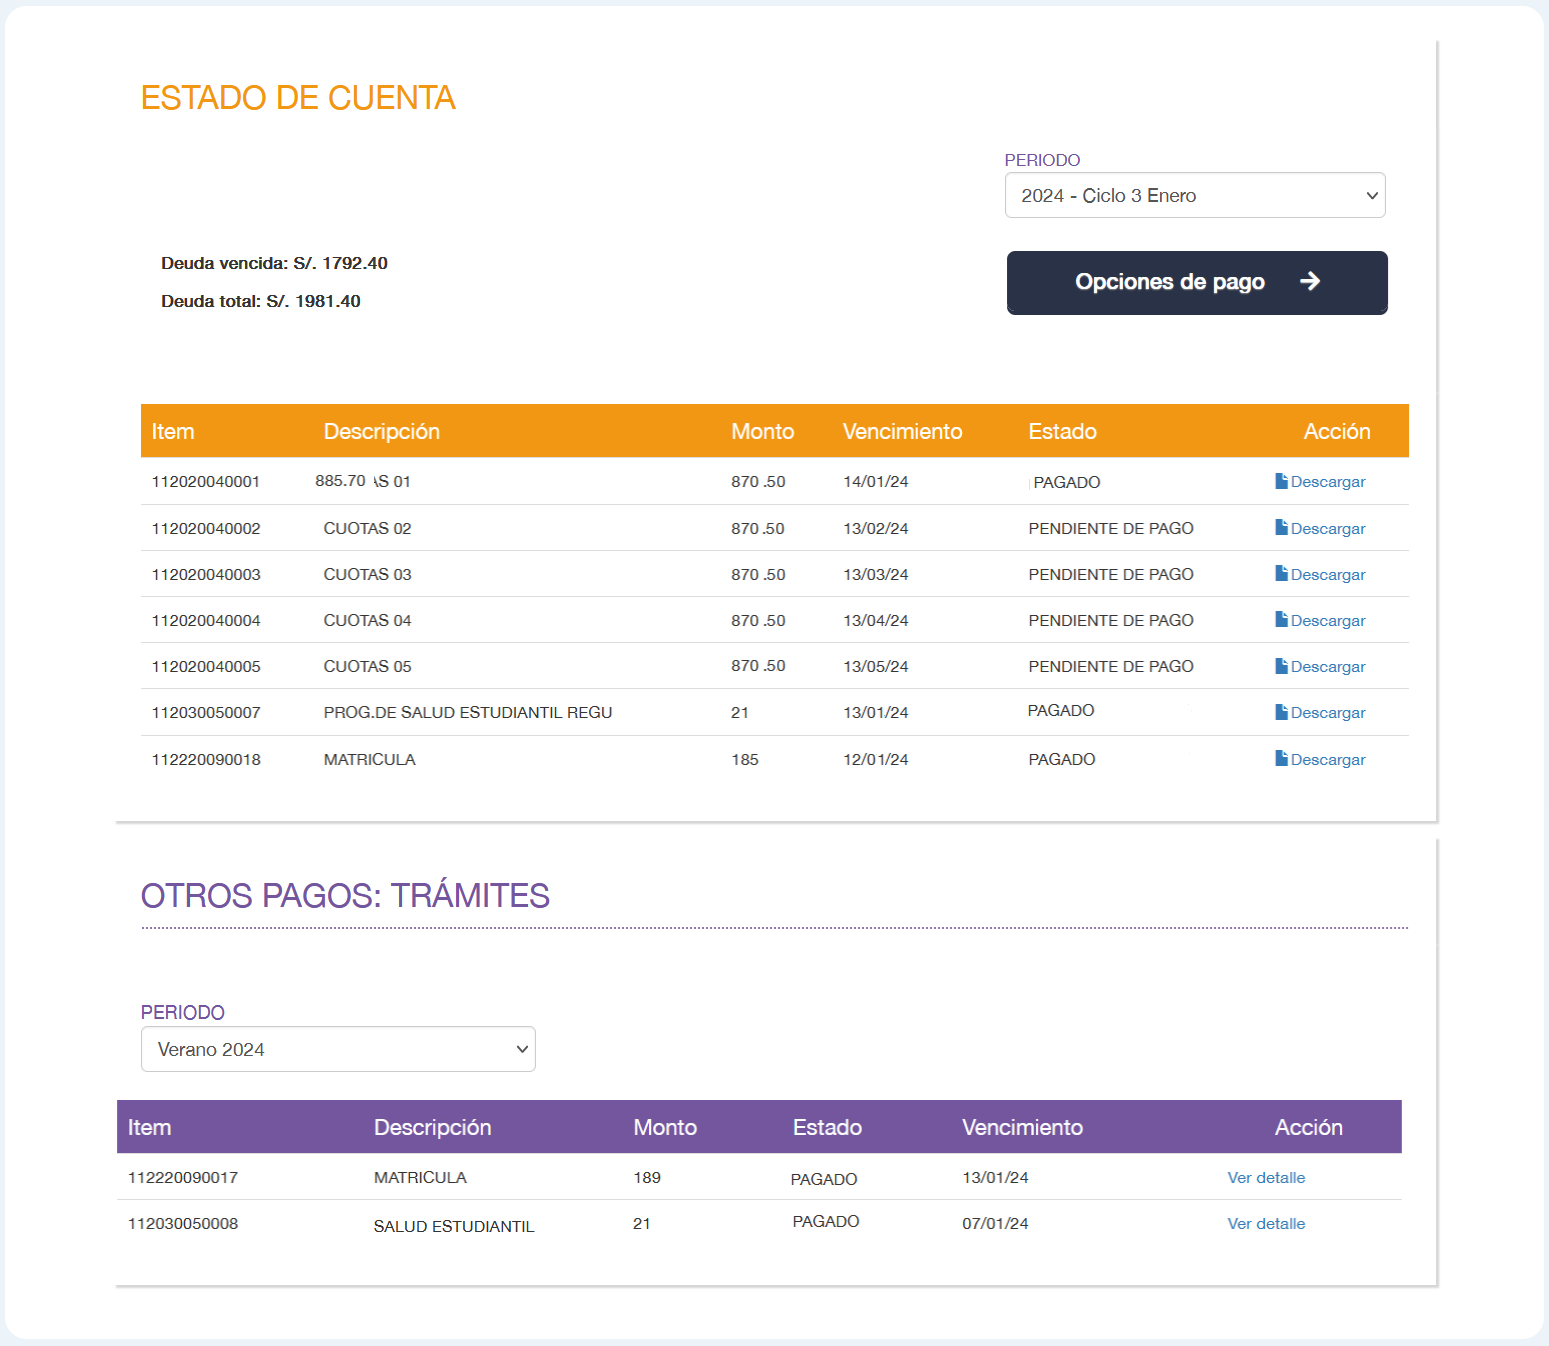 ESTADO DE CUENTA
PERIODO
2024 - Ciclo 3 Enero
Deuda vencida: S/. 1792.40
Opciones de pago
Deuda total: S/. 1981.40
Item Descripción Monto Vencimiento Estado Acción
112020040001 885.70 AS 01 870 .50 14/01/24 PAGADO Descargar
112020040002 CUOTAS 02 870 .50 13/02/24 PENDIENTE DE PAGO Descargar
112020040003 CUOTAS 03 870 .50 13/03/24 PENDIENTE DE PAGO Descargar
112020040004 CUOTAS 04 870 .50 13/04/24 PENDIENTE DE PAGO Descargar
112020040005 CUOTAS 05 870 .50 13/05/24 PENDIENTE DE PAGO Descargar
112030050007 PROG.DE SALUD ESTUDIANTIL REGU 21 13/01/24 PAGADO Descargar
112220090018 MATRICULA 185 12/01/24 PAGADO Descargar
OTROS PAGOS: TRÁMITES
PERIODO
Verano 2024
Item Descripción Monto Estado Vencimiento Acción
112220090017 MATRICULA 189 PAGADO 13/01/24 Ver detalle
112030050008 SALUD ESTUDIANTIL 21 PAGADO 07/01/24 Ver detalle